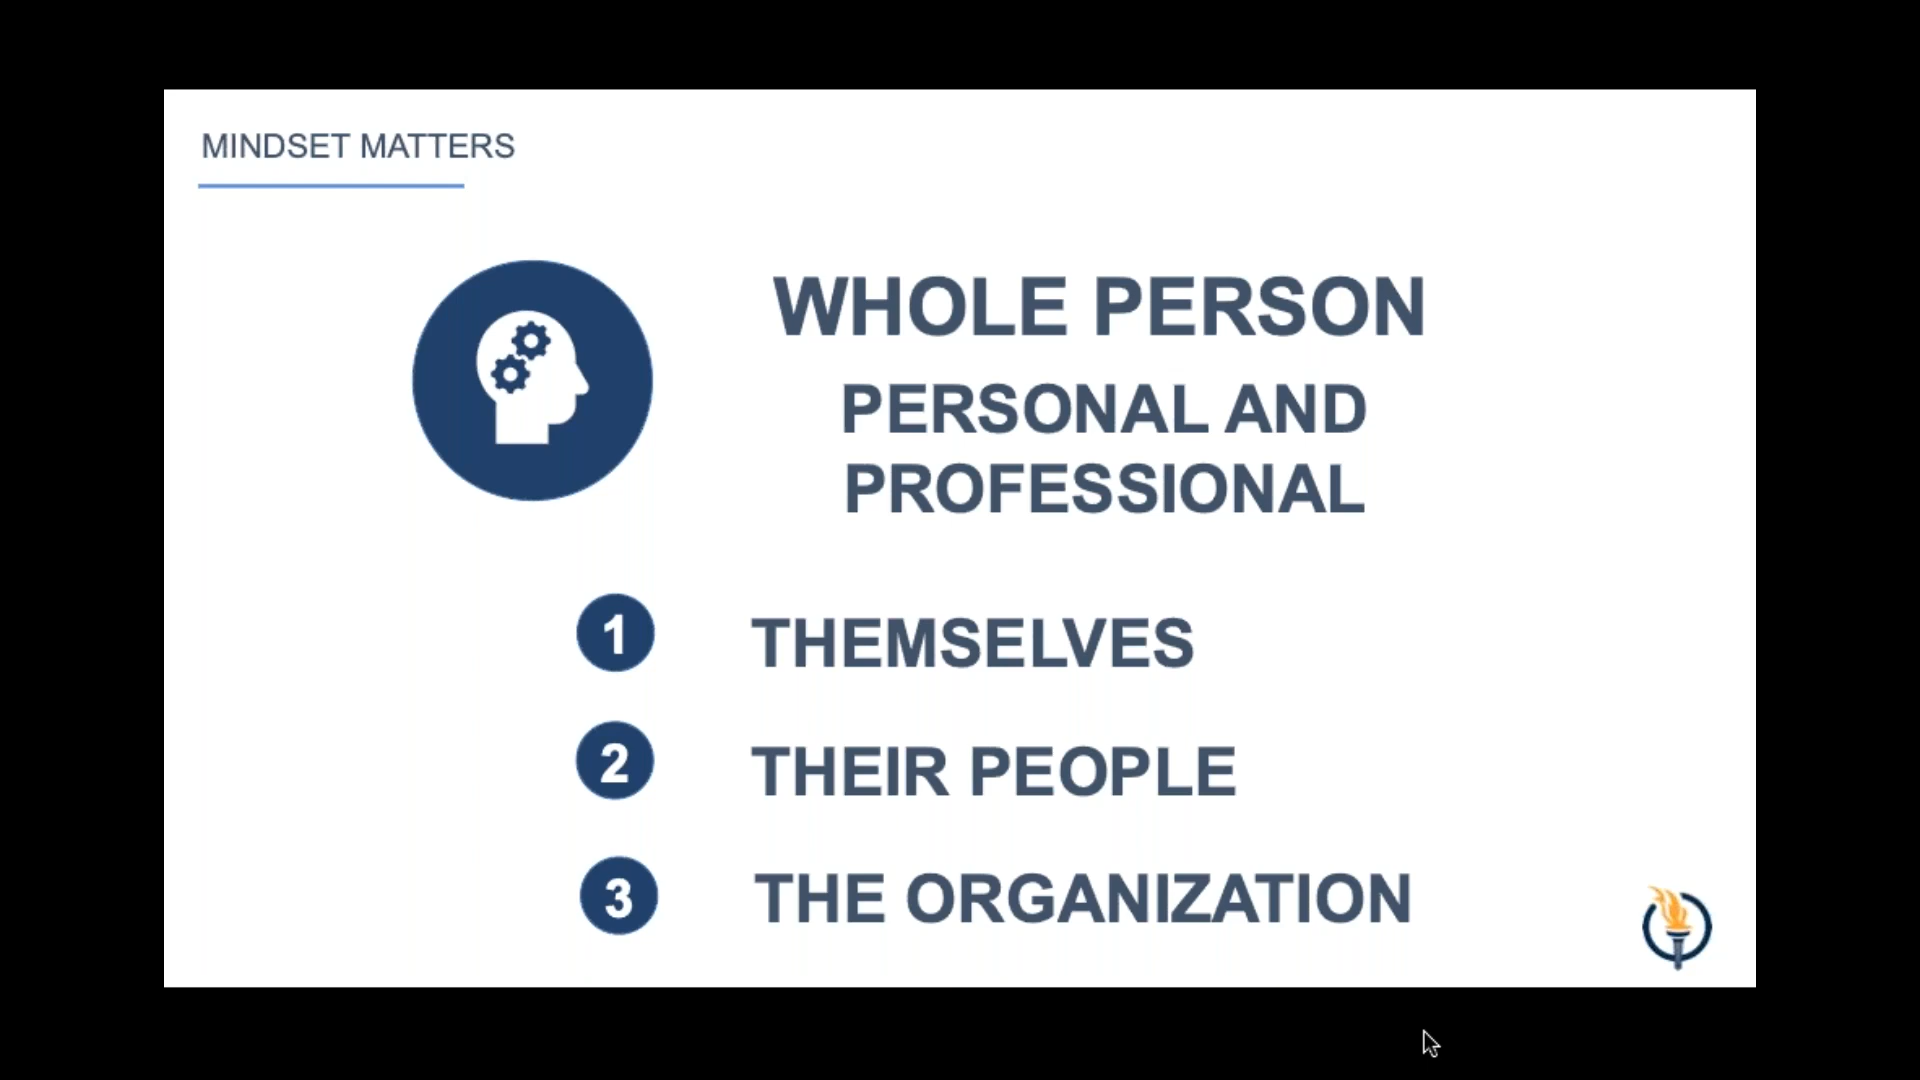 MINDSET MATTERS
WHOLE PERSON
PERSONAL AND
PROFESSIONAL
1 THEMSELVES
2 THEIR PEOPLE
3 THE ORGANIZATION